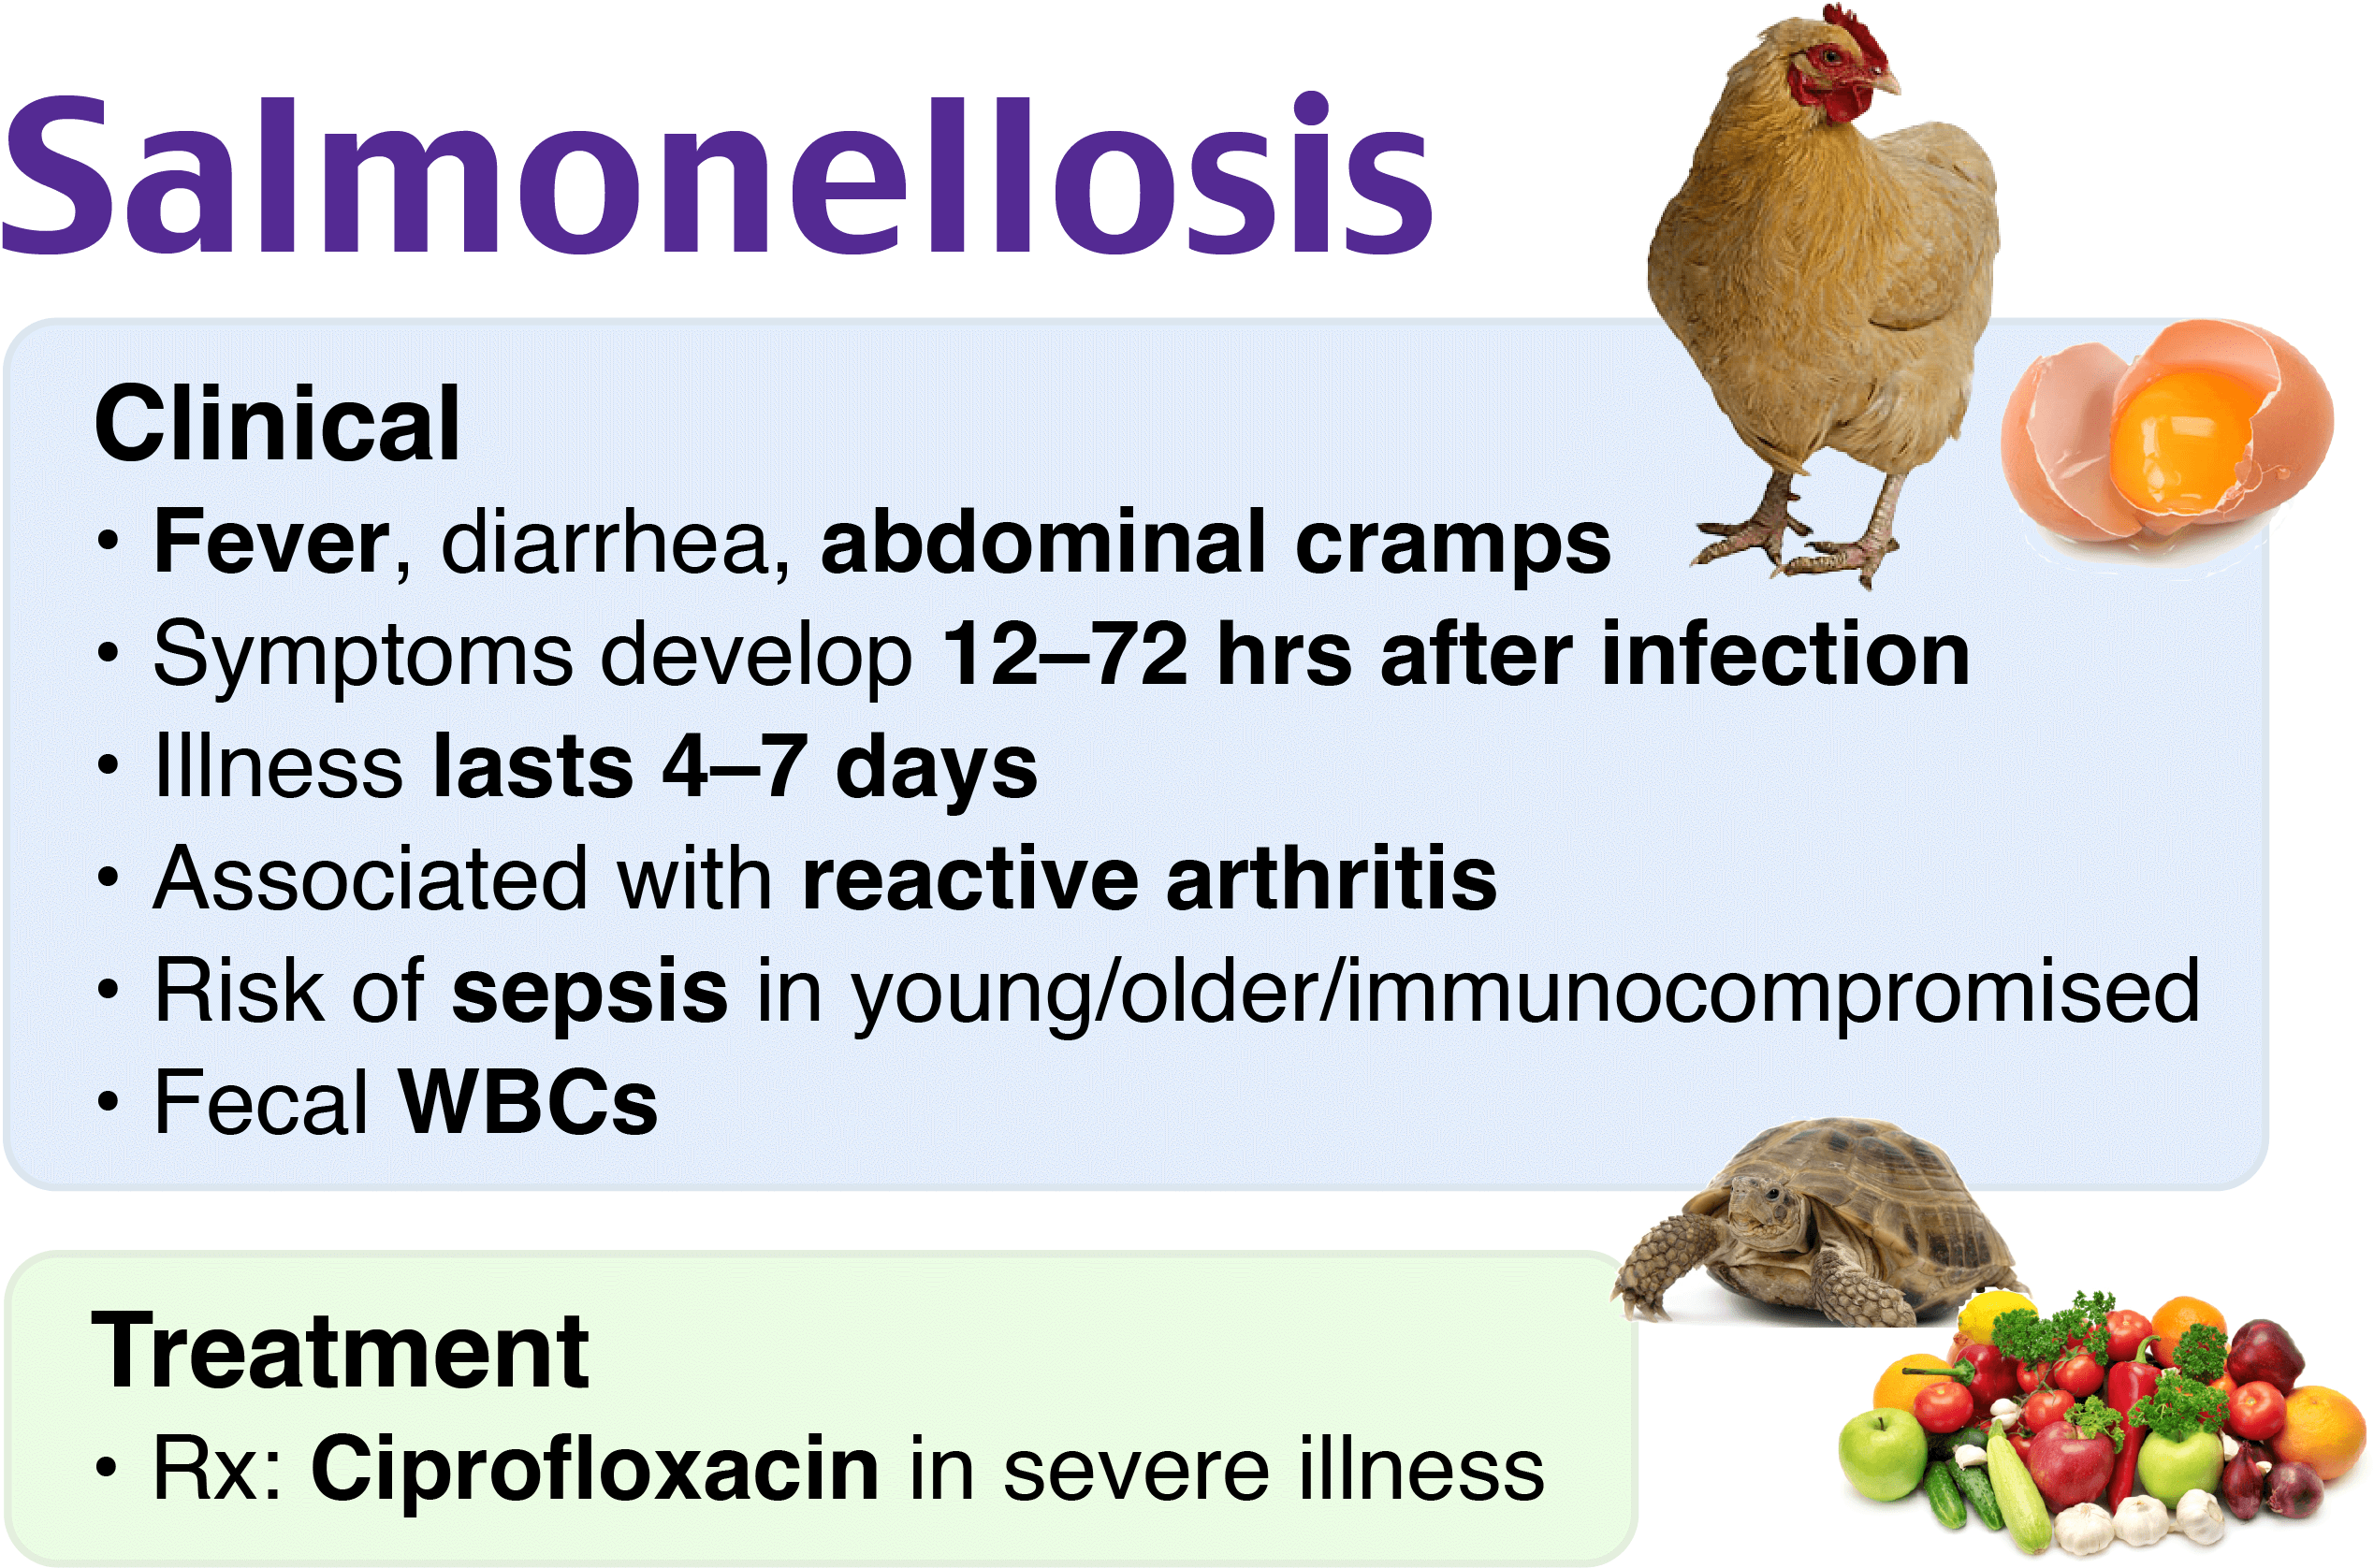 Salmonellosis
Clinical
• Fever, diarrhea, abdominal cramps
• Symptoms develop 12–72 hrs after infection
• Illness lasts 4–7 days
• Associated with reactive arthritis
• Risk of sepsis in young/older/immunocompromised
• Fecal WBCs
Treatment
• Rx: Ciprofloxacin in severe illness